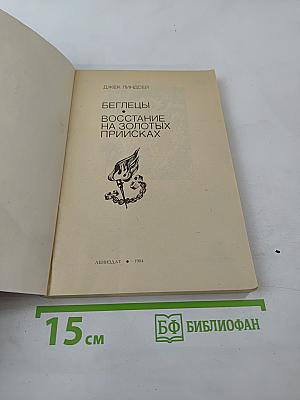 ДЖЕК ЛИНДСЕЙ
БЕГЛЕЦЫ
•
ВОССТАНИЕ
НА ЗОЛОТЫХ
ПРИИСКАХ
ЛЕНИЗДАТ • 1984
15 см
БФ БИБЛИОФАН